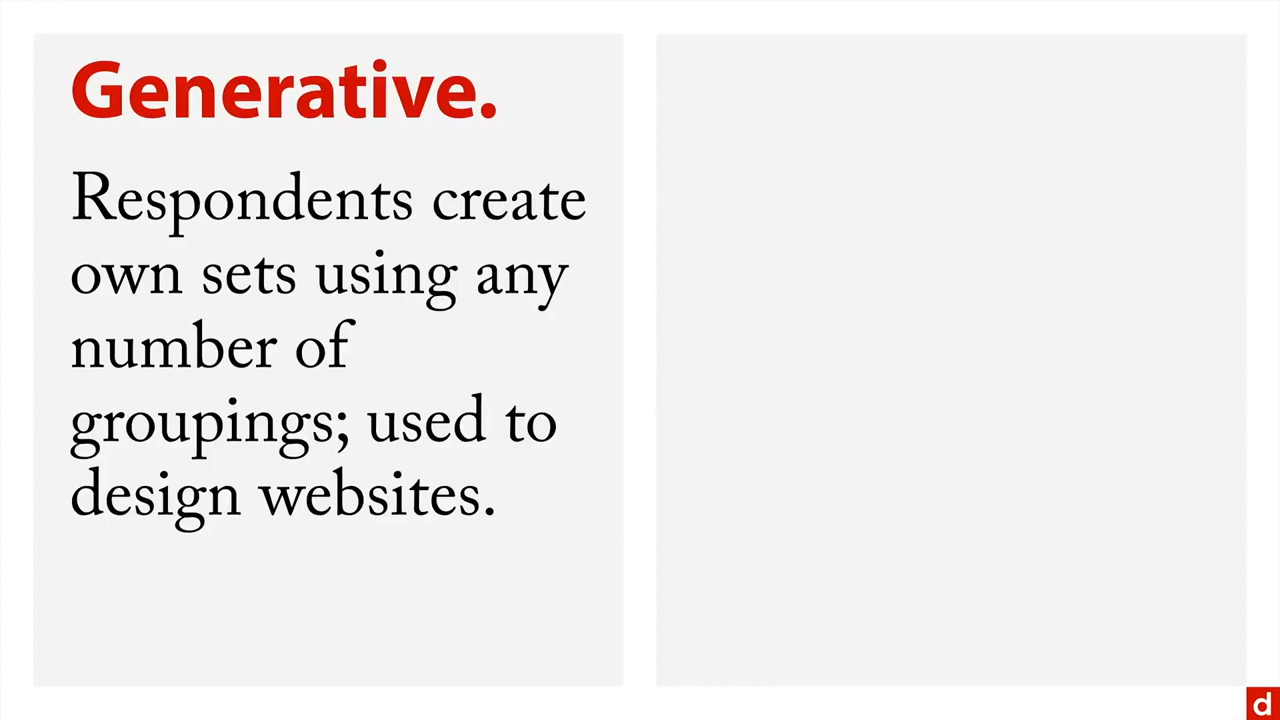 Generative.
Respondents create
own sets using any
number of
groupings; used to
design websites.
d